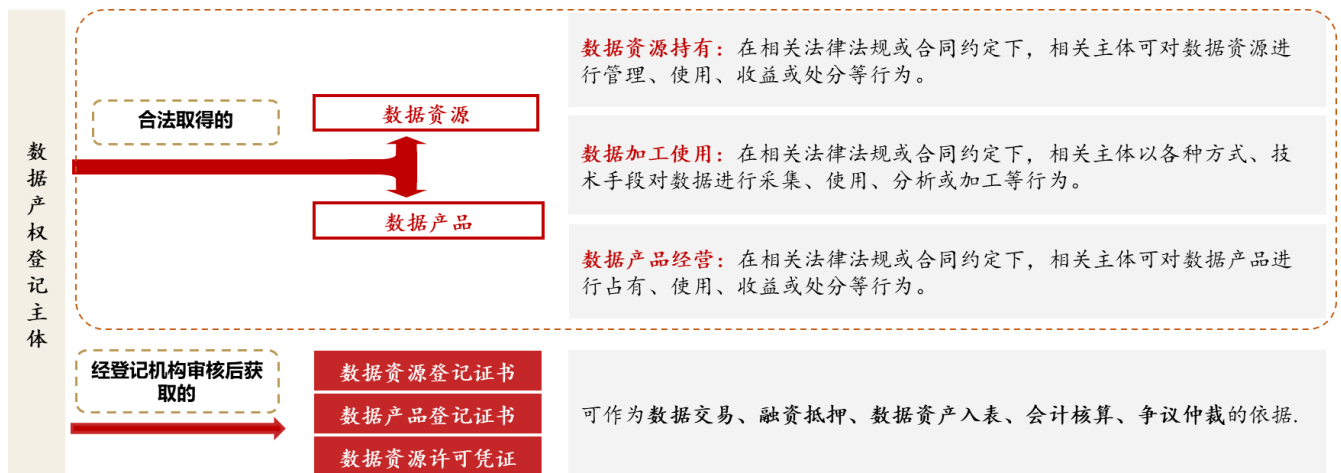 数据产权登记主体
合法取得的
数据资源
数据产品
数据资源持有：在相关法律法规或合同约定下，相关主体可对数据资源进
行管理、使用、收益或处分等行为。
数据加工使用：在相关法律法规或合同约定下，相关主体以各种方式、技
术手段对数据进行采集、使用、分析或加工等行为。
数据产品经营：在相关法律法规或合同约定下，相关主体可对数据产品进
行占有、使用、收益或处分等行为。
经登记机构审核后获
取的
数据资源登记证书
数据产品登记证书
数据资源许可凭证
可作为数据交易、融资抵押、数据资产入表、会计核算、争议仲裁的依据.